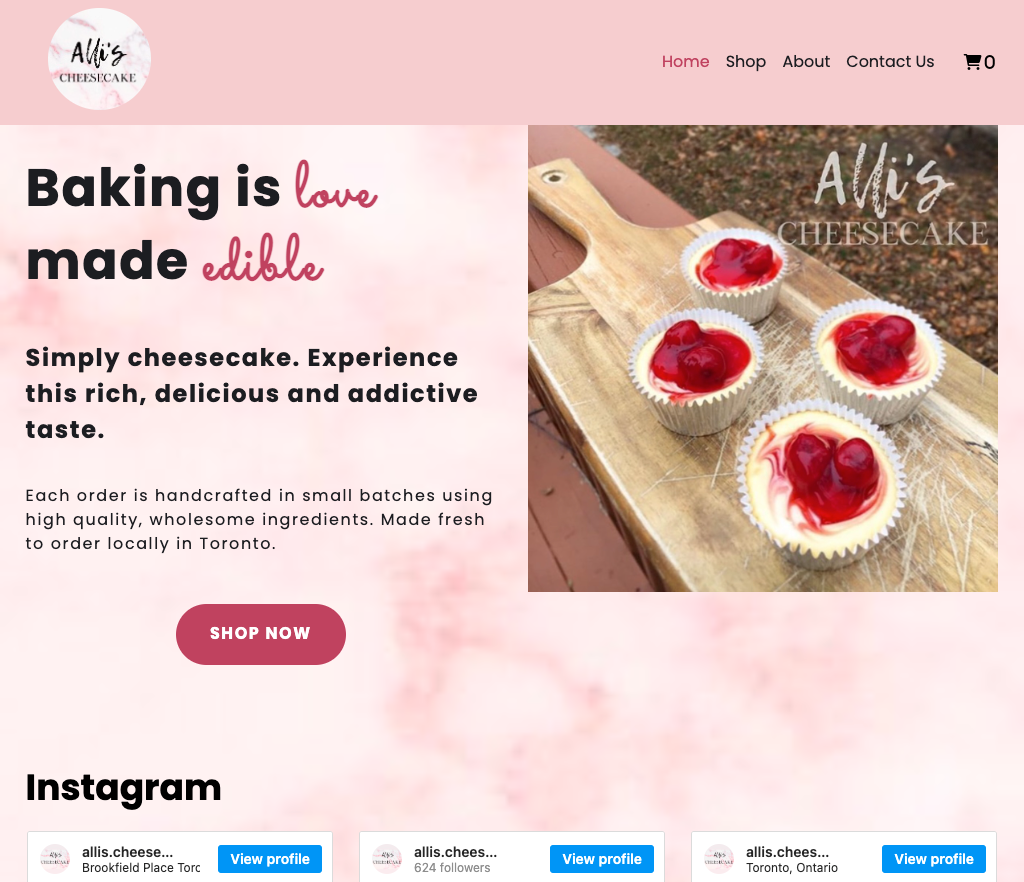 Alli's
CHEESECAKE
Home Shop About Contact Us 0
Baking is love
made edible
Alli's
CHEESECAKE
Simply cheesecake. Experience
this rich, delicious and addictive
taste.
Each order is handcrafted in small batches using
high quality, wholesome ingredients. Made fresh
to order locally in Toronto.
SHOP NOW
Instagram
allis.cheese...
Brookfield Place Torc
View profile
allis.chees...
624 followers
View profile
allis.chees...
Toronto, Ontario
View profile